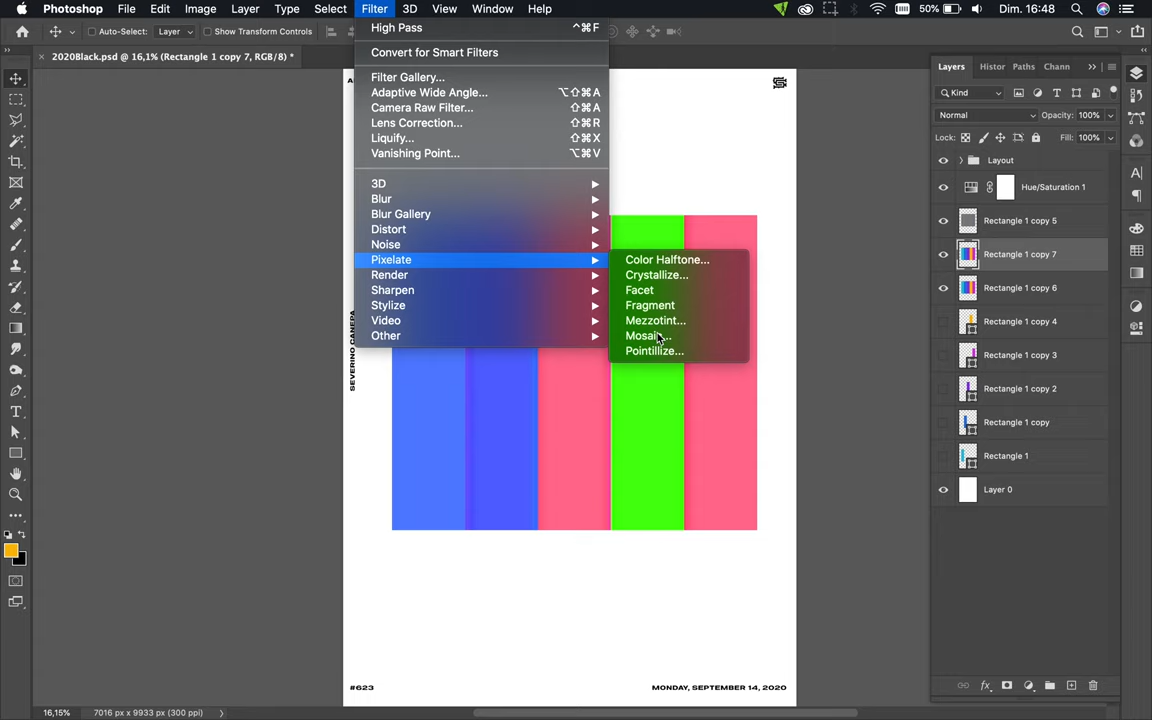 Photoshop File Edit Image Layer Type Select Filter 3D View Window Help 50% Dim. 16:48
Auto-Select: Layer Show Transform Controls
2020Black.psd @ 16,1% (Rectangle 1 copy 7, RGB/8) *
High Pass ^⌘F
Convert for Smart Filters
Filter Gallery...
Adaptive Wide Angle... ⌥⇧⌘A
Camera Raw Filter... ⇧⌘A
Lens Correction... ⇧⌘R
Liquify... ⇧⌘X
Vanishing Point... ⌥⌘V
3D
Blur
Blur Gallery
Distort
Noise
Pixelate
Render
Sharpen
Stylize
Video
Other
Color Halftone...
Crystallize...
Facet
Fragment
Mezzotint...
Mosaic...
Pointillize...
SEVERINO CANEPA
#623
MONDAY, SEPTEMBER 14, 2020
Layers Histor Paths Chann
Kind
Normal Opacity: 100%
Lock: Fill: 100%
Layout
Hue/Saturation 1
Rectangle 1 copy 5
Rectangle 1 copy 7
Rectangle 1 copy 6
Rectangle 1 copy 4
Rectangle 1 copy 3
Rectangle 1 copy 2
Rectangle 1 copy
Rectangle 1
Layer 0
16,15% 7016 px x 9933 px (300 ppi)